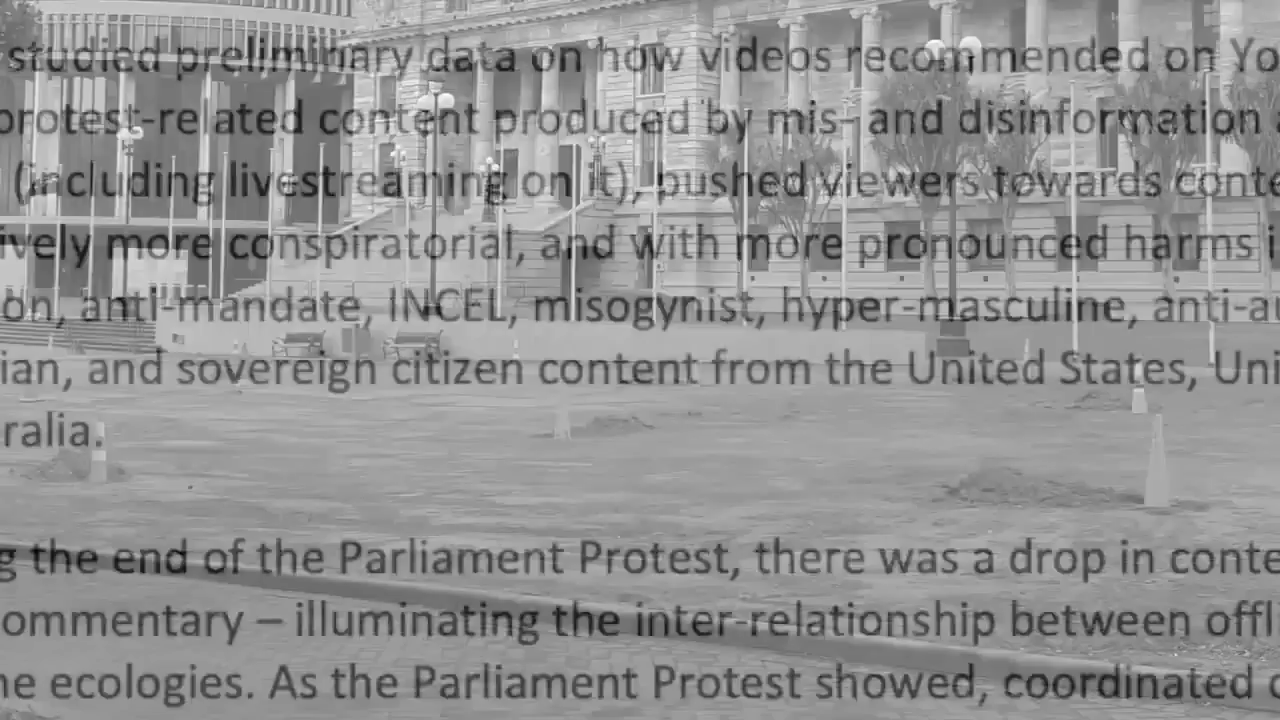 studied preliminary data on how videos recommended on Yo
protest-related content produced by mis- and disinformation
(including livestreaming on it), pushed viewers towards conte
ively more conspiratorial, and with more pronounced harms i
on, anti-mandate, INCEL, misogynist, hyper-masculine, anti-au
ian, and sovereign citizen content from the United States, Uni
ralia.
g the end of the Parliament Protest, there was a drop in conte
ommentary – illuminating the inter-relationship between offl
ne ecologies. As the Parliament Protest showed, coordinated